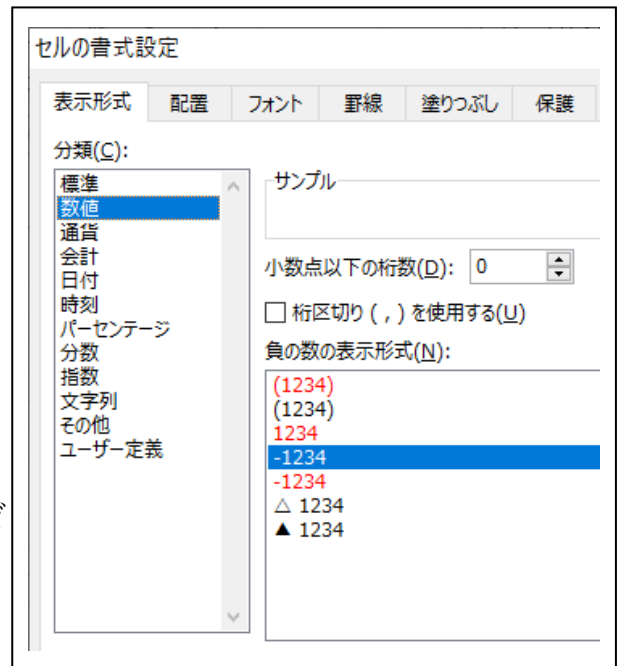 セルの書式設定
表示形式 配置 フォント 罫線 塗りつぶし 保護
分類(C):
標準
数値
通貨
会計
日付
時刻
パーセンテージ
分数
指数
文字列
その他
ユーザー定義
サンプル
小数点以下の桁数(D): 0
桁区切り ( , ) を使用する(U)
負の数の表示形式(N):
(1234)
(1234)
1234
-1234
-1234
△ 1234
▲ 1234